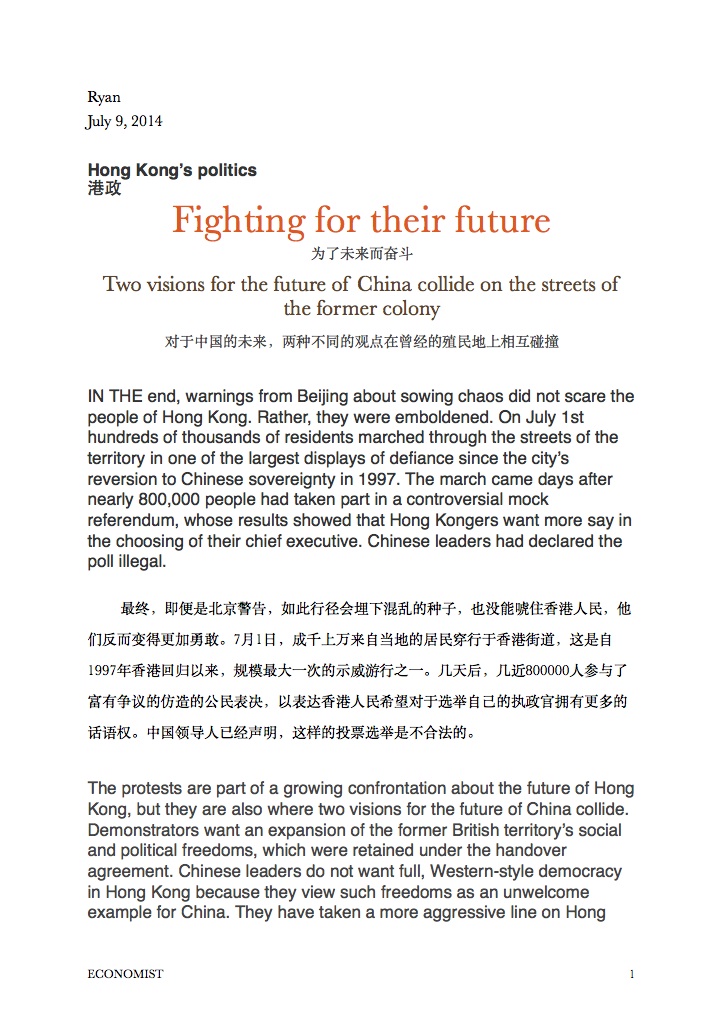 Ryan
July 9, 2014
Hong Kong's politics
港政
Fighting for their future
为了未来而奋斗
Two visions for the future of China collide on the streets of
the former colony
对于中国的未来，两种不同的观点在曾经的殖民地上相互碰撞
IN THE end, warnings from Beijing about sowing chaos did not scare the
people of Hong Kong. Rather, they were emboldened. On July 1st
hundreds of thousands of residents marched through the streets of the
territory in one of the largest displays of defiance since the city's
reversion to Chinese sovereignty in 1997. The march came days after
nearly 800,000 people had taken part in a controversial mock
referendum, whose results showed that Hong Kongers want more say in
the choosing of their chief executive. Chinese leaders had declared the
poll illegal.
最终，即便是北京警告，如此行径会埋下混乱的种子，也没能唬住香港人民，他
们反而变得更加勇敢。7月1日，成千上万来自当地的居民穿行于香港街道，这是自
1997年香港回归以来，规模最大一次的示威游行之一。几天后，几近800000人参与了
富有争议的仿造的公民表决，以表达香港人民希望对于选举自己的执政官拥有更多的
话语权。中国领导人已经声明，这样的投票选举是不合法的。
The protests are part of a growing confrontation about the future of Hong
Kong, but they are also where two visions for the future of China collide.
Demonstrators want an expansion of the former British territory's social
and political freedoms, which were retained under the handover
agreement. Chinese leaders do not want full, Western-style democracy
in Hong Kong because they view such freedoms as an unwelcome
example for China. They have taken a more aggressive line on Hong
ECONOMIST 1